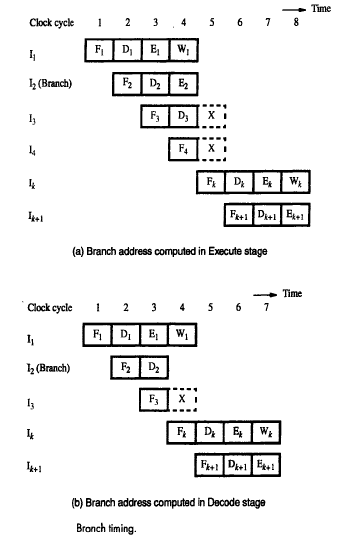 Time
Clock cycle 1 2 3 4 5 6 7 8
I1 F1 D1 E1 W1
I2 (Branch) F2 D2 E2
I3 F3 D3 X
I4 F4 X
Ik Fk Dk Ek Wk
Ik+1 Fk+1 Dk+1 Ek+1
(a) Branch address computed in Execute stage
Time
Clock cycle 1 2 3 4 5 6 7
I1 F1 D1 E1 W1
I2 (Branch) F2 D2
I3 F3 X
Ik Fk Dk Ek Wk
Ik+1 Fk+1 Dk+1 Ek+1
(b) Branch address computed in Decode stage
Branch timing.